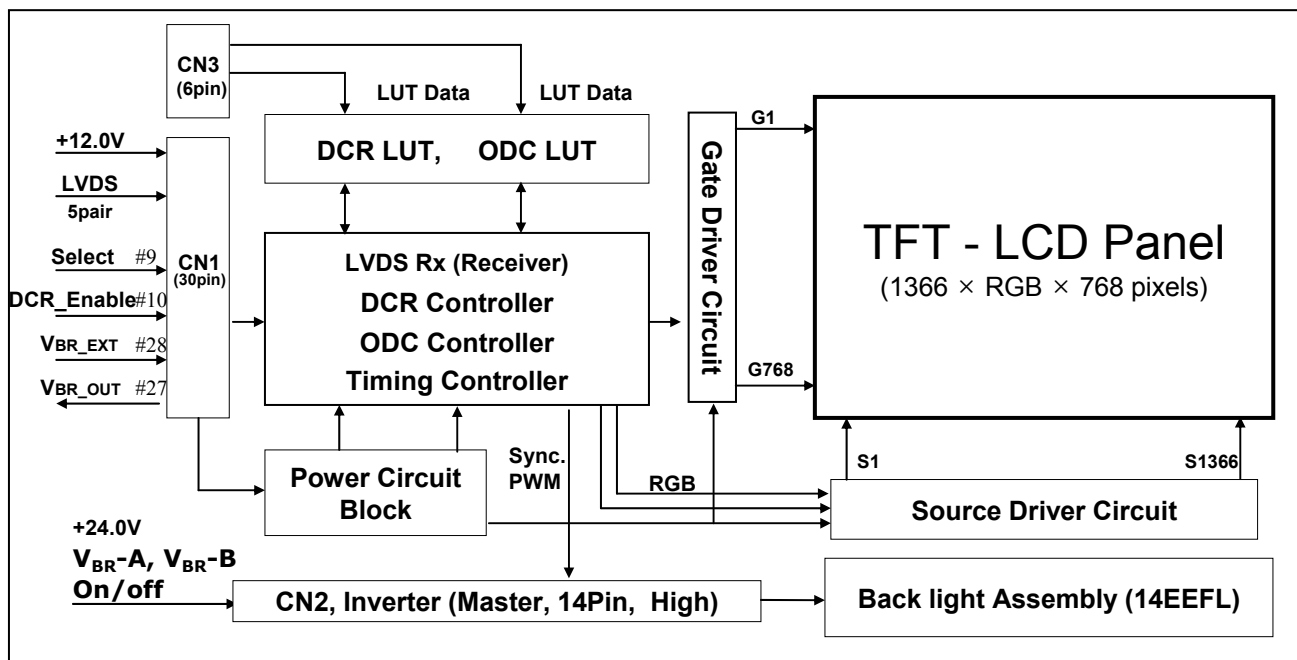 CN3
(6pin)
LUT Data
LUT Data
+12.0V
LVDS
5pair
Select #9
DCR_Enable #10
VBR_EXT #28
VBR_OUT #27
CN1
(30pin)
DCR LUT, ODC LUT
LVDS Rx (Receiver)
DCR Controller
ODC Controller
Timing Controller
Gate Driver Circuit
G1
G768
TFT - LCD Panel
(1366 × RGB × 768 pixels)
Power Circuit
Block
Sync.
PWM
RGB
S1
S1366
Source Driver Circuit
+24.0V
VBR-A, VBR-B
On/off
CN2, Inverter (Master, 14Pin, High)
Back light Assembly (14EEFL)